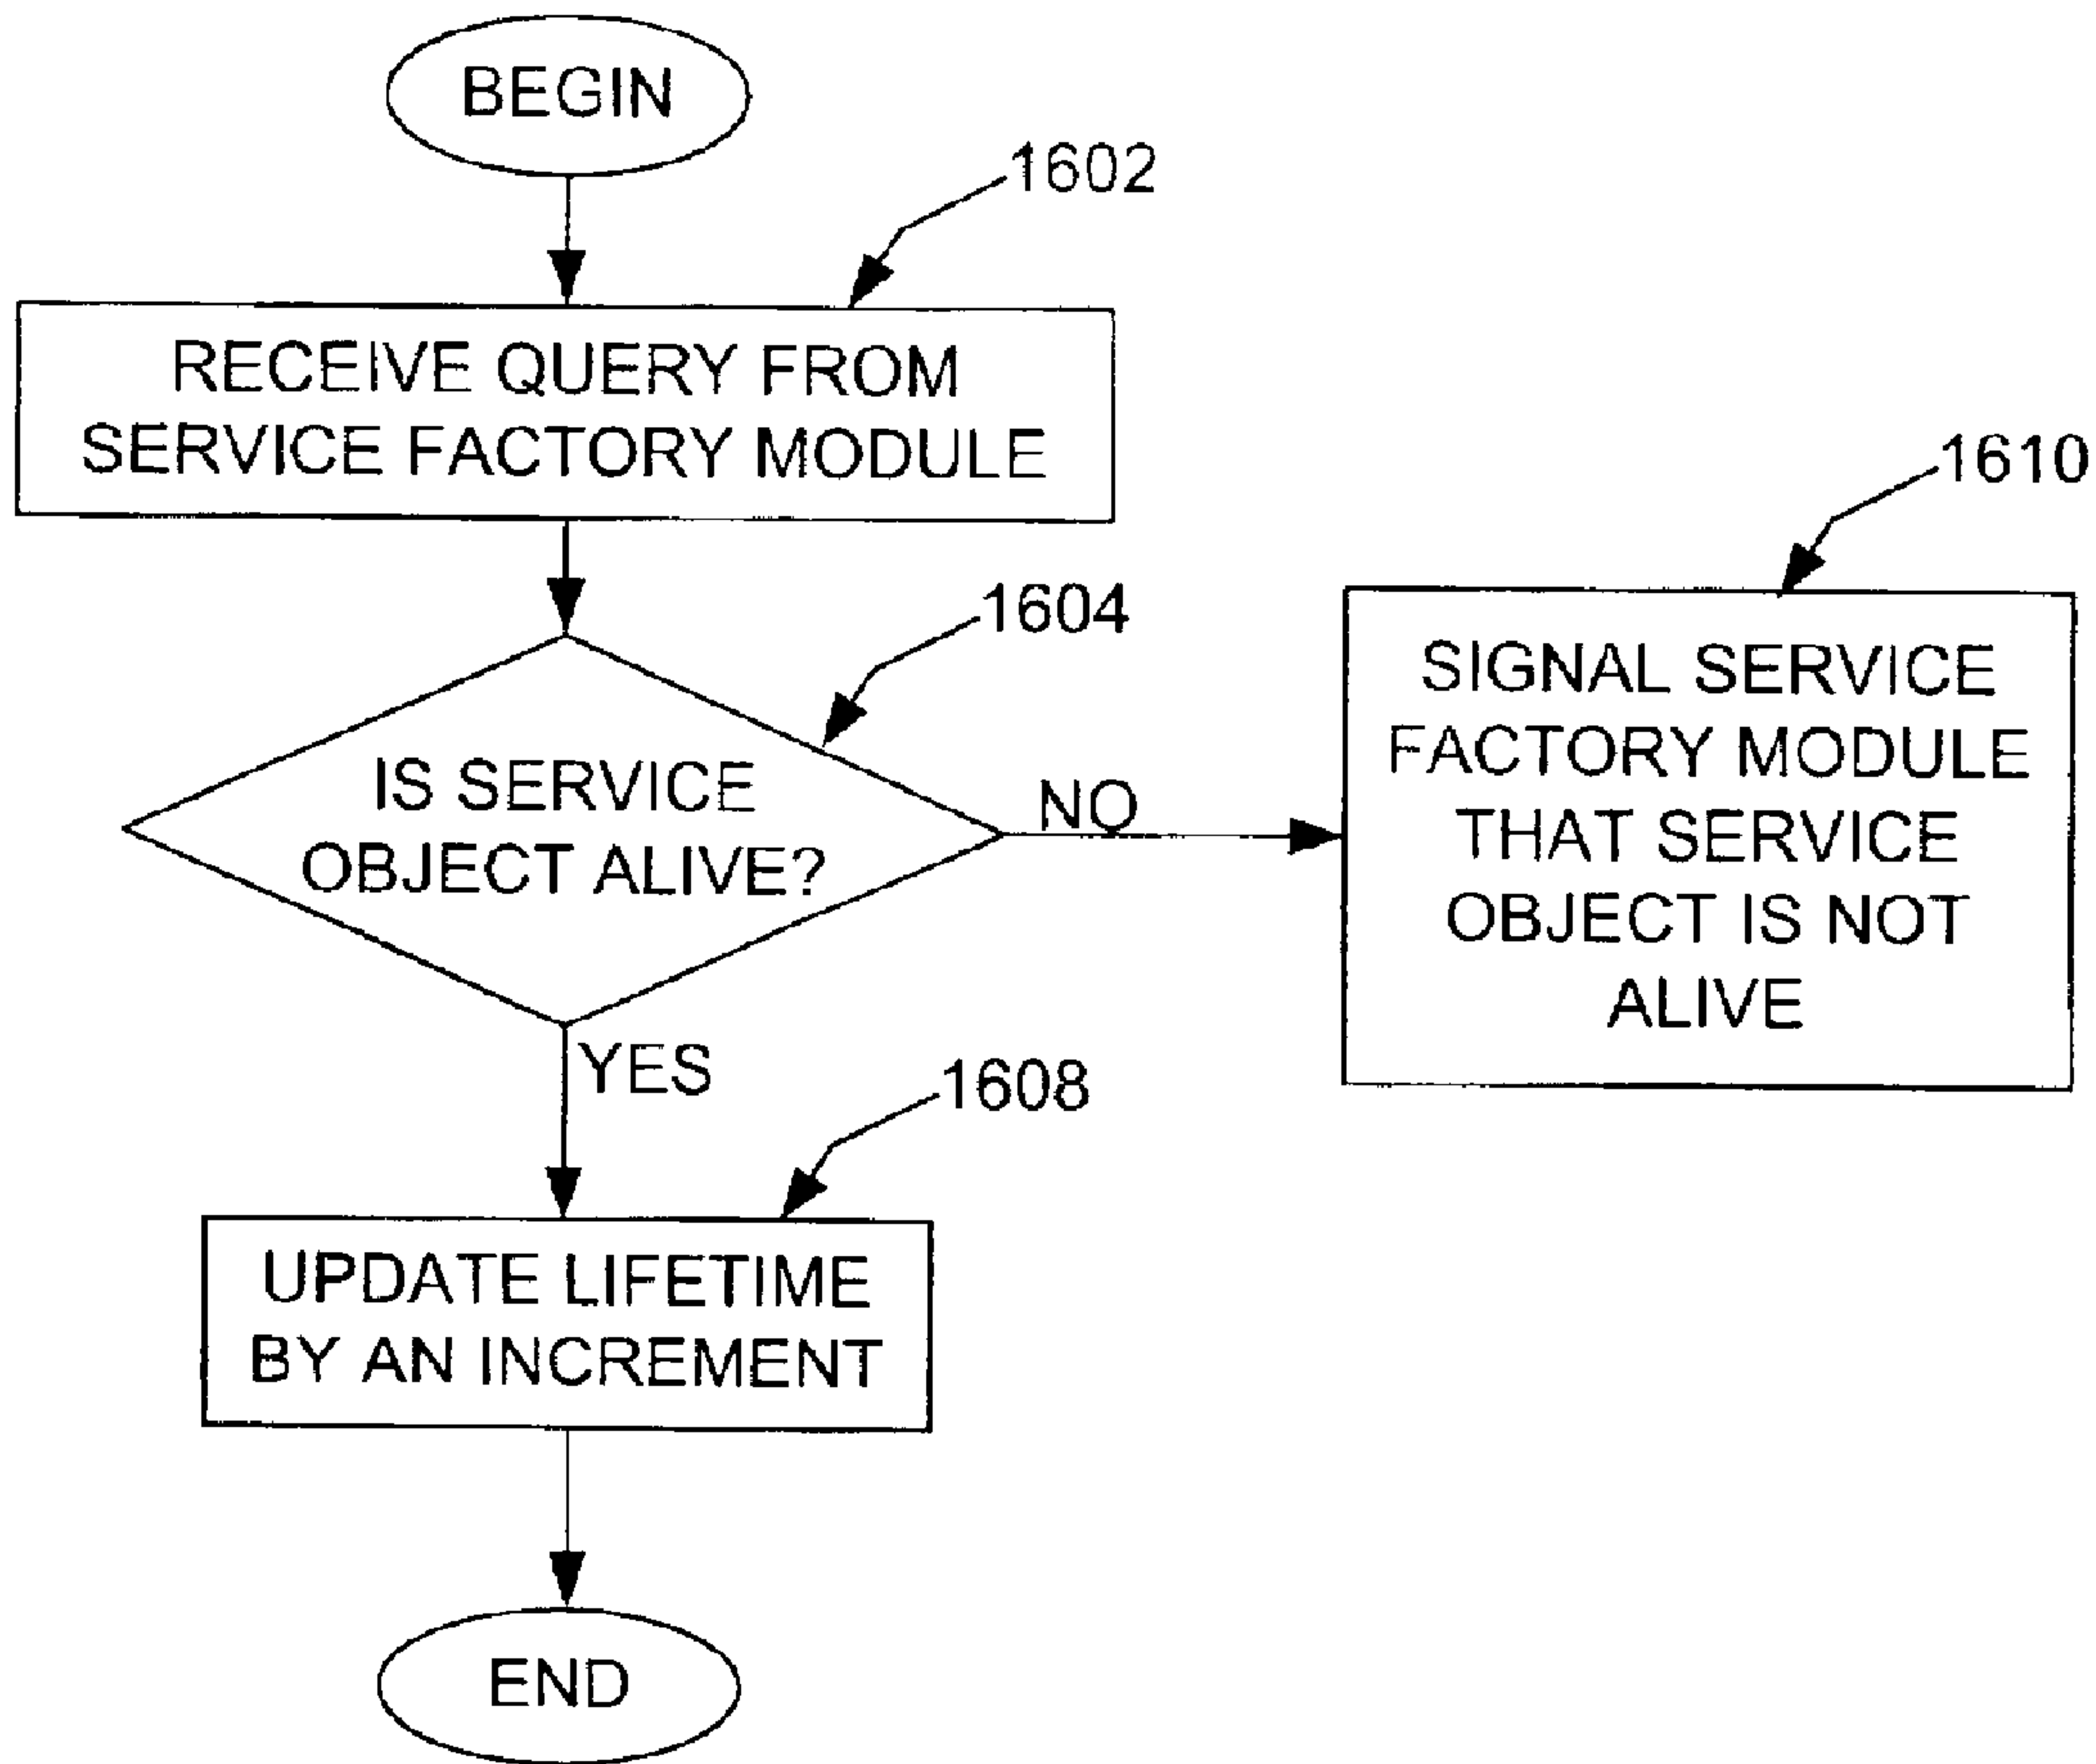 BEGIN
1602
RECEIVE QUERY FROM
SERVICE FACTORY MODULE
1604
IS SERVICE
OBJECT ALIVE?
NO
1610
SIGNAL SERVICE
FACTORY MODULE
THAT SERVICE
OBJECT IS NOT
ALIVE
YES
1608
UPDATE LIFETIME
BY AN INCREMENT
END